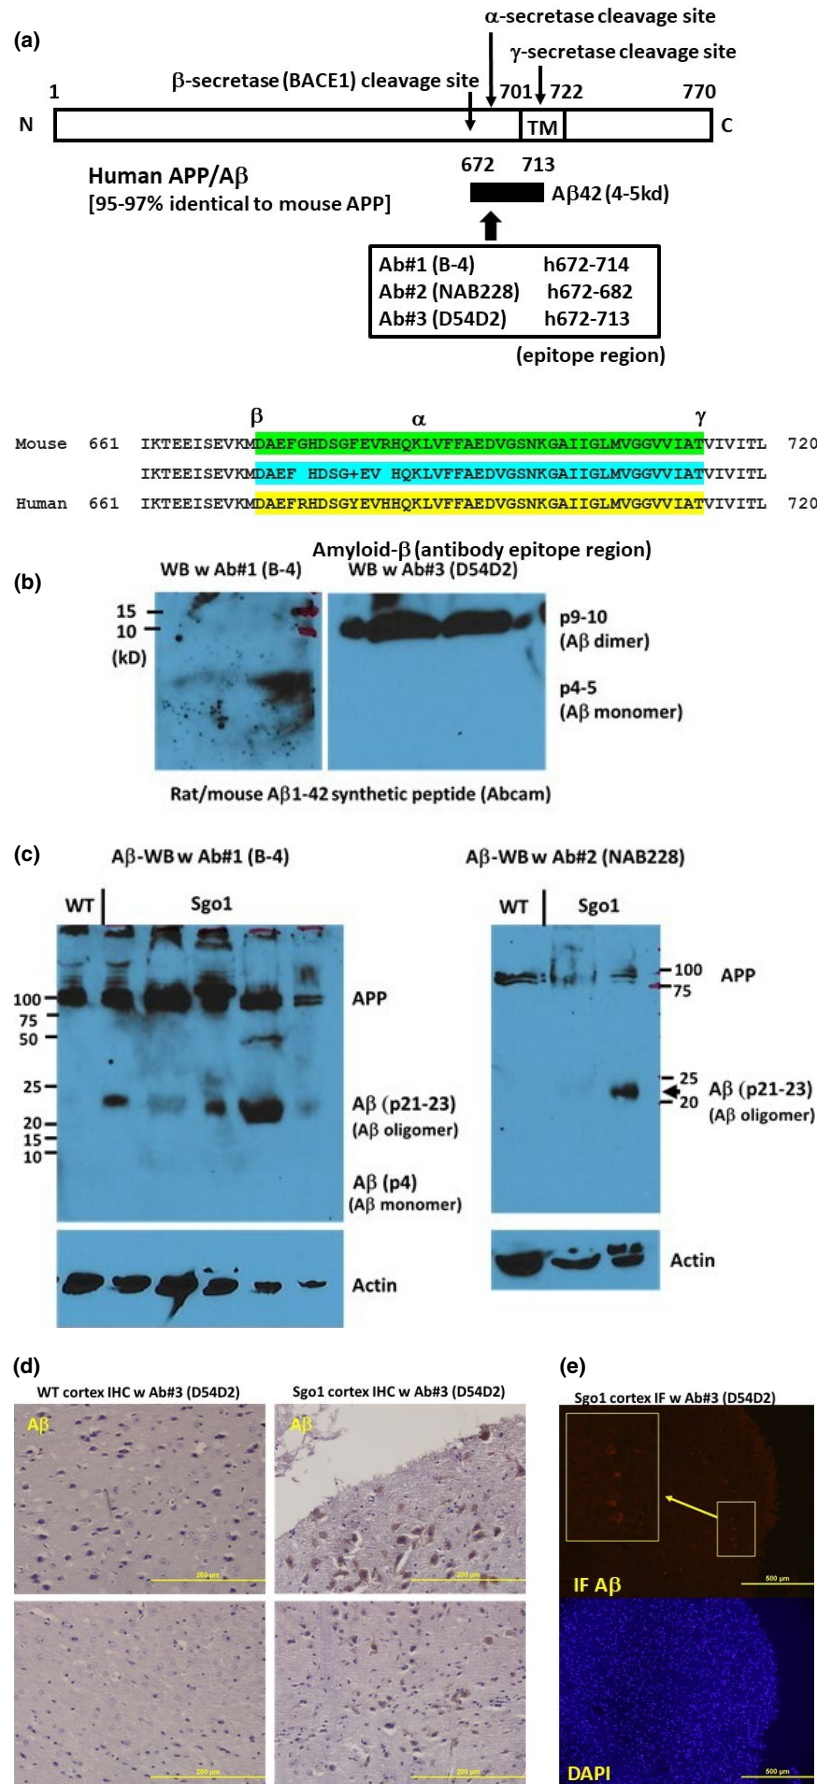 (a)
α-secretase cleavage site
γ-secretase cleavage site
β-secretase (BACE1) cleavage site
1 701 722 770
N TM C
672 713
Human APP/Aβ
[95-97% identical to mouse APP]
Aβ42 (4-5kd)
Ab#1 (B-4) h672-714
Ab#2 (NAB228) h672-682
Ab#3 (D54D2) h672-713
(epitope region)
β α γ
Mouse 661 IKTEEISEVKMDAEFGHDSGFEVRHQKLVFFAEDVGSNKGAIIGLMVGGVVIATVIVITL 720
IKTEEISEVKMDAEF HDSG+EV HQKLVFFAEDVGSNKGAIIGLMVGGVVIATVIVITL
Human 661 IKTEEISEVKMDAEFRHDSGYEVHHQKLVFFAEDVGSNKGAIIGLMVGGVVIATVIVITL 720
Amyloid-β (antibody epitope region)
(b)
WB w Ab#1 (B-4) WB w Ab#3 (D54D2)
15
10
(kD)
p9-10
(Aβ dimer)
p4-5
(Aβ monomer)
Rat/mouse Aβ1-42 synthetic peptide (Abcam)
(c)
Aβ-WB w Ab#1 (B-4) Aβ-WB w Ab#2 (NAB228)
WT Sgo1 WT Sgo1
100
75
50
25
20
15
10
APP
Aβ (p21-23)
(Aβ oligomer)
Aβ (p4)
(Aβ monomer)
Actin
100
75
25
20
APP
Aβ (p21-23)
(Aβ oligomer)
Actin
(d)
WT cortex IHC w Ab#3 (D54D2) Sgo1 cortex IHC w Ab#3 (D54D2)
Aβ Aβ
200 µm 200 µm
200 µm 200 µm
(e)
Sgo1 cortex IF w Ab#3 (D54D2)
IF Aβ
500 µm
DAPI
500 µm